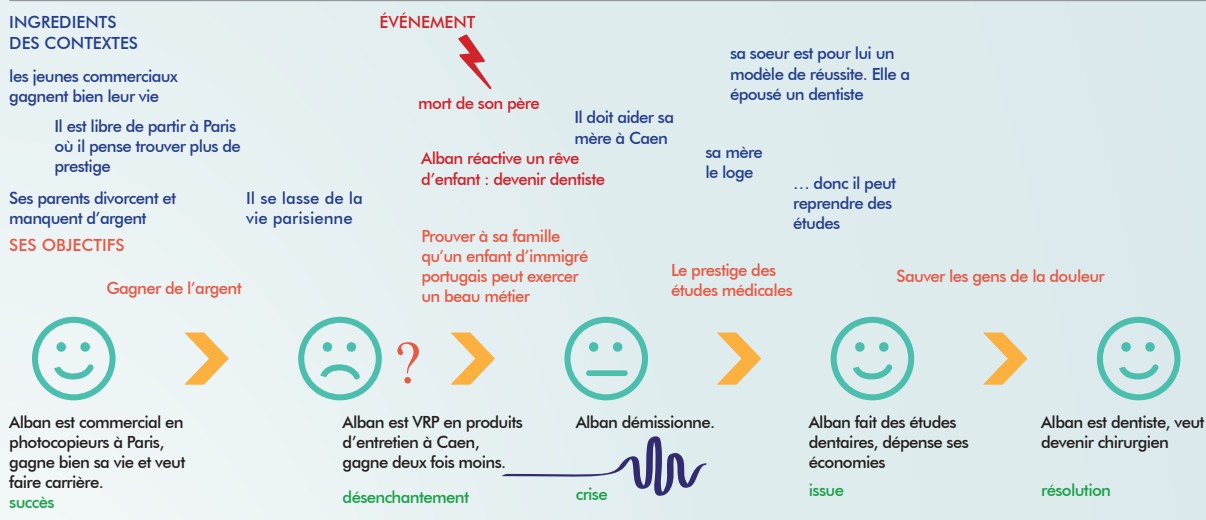 INGREDIENTS
DES CONTEXTES
les jeunes commerciaux
gagnent bien leur vie
Il est libre de partir à Paris
où il pense trouver plus de
prestige
Ses parents divorcent et
manquent d'argent
Il se lasse de la
vie parisienne
ÉVÉNEMENT
mort de son père
Alban réactive un rêve
d'enfant : devenir dentiste
Il doit aider sa
mère à Caen
sa mère
le loge
sa soeur est pour lui un
modèle de réussite. Elle a
épousé un dentiste
… donc il peut
reprendre des
études
SES OBJECTIFS
Gagner de l'argent
Prouver à sa famille
qu'un enfant d'immigré
portugais peut exercer
un beau métier
Le prestige des
études médicales
Sauver les gens de la douleur
?
Alban est commercial en
photocopieurs à Paris,
gagne bien sa vie et veut
faire carrière.
succès
Alban est VRP en produits
d'entretien à Caen,
gagne deux fois moins.
désenchantement
Alban démissionne.
crise
Alban fait des études
dentaires, dépense ses
économies
issue
Alban est dentiste, veut
devenir chirurgien
résolution